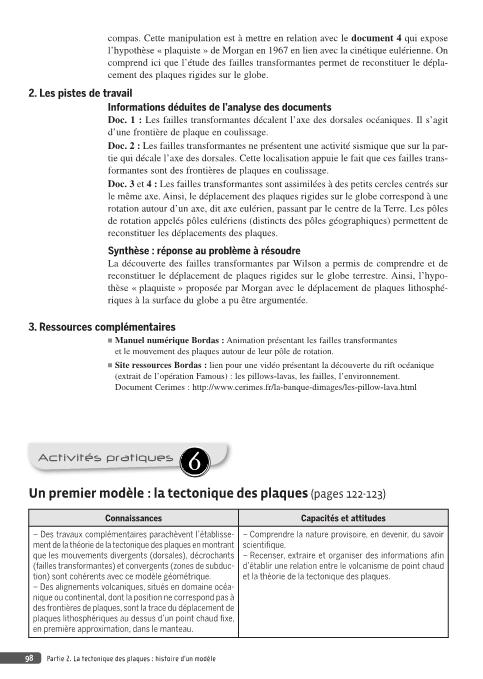 compas. Cette manipulation est à mettre en relation avec le document 4 qui expose
l'hypothèse « plaquiste » de Morgan en 1967 en lien avec la cinétique eulérienne. On
comprend ici que l'étude des failles transformantes permet de reconstituer le dépla-
cement des plaques rigides sur le globe.
2. Les pistes de travail
Informations déduites de l'analyse des documents
Doc. 1 : Les failles transformantes décalent l'axe des dorsales océaniques. Il s'agit
d'une frontière de plaque en coulissage.
Doc. 2 : Les failles transformantes ne présentent une activité sismique que sur la par-
tie qui décale l'axe des dorsales. Cette localisation appuie le fait que ces failles trans-
formantes sont des frontières de plaques en coulissage.
Doc. 3 et 4 : Les failles transformantes sont assimilées à des petits cercles centrés sur
le même axe. Ainsi, le déplacement des plaques rigides sur le globe correspond à une
rotation autour d'un axe, dit axe eulérien, passant par le centre de la Terre. Les pôles
de rotation appelés pôles eulériens (distincts des pôles géographiques) permettent de
reconstituer les déplacements des plaques.
Synthèse : réponse au problème à résoudre
La découverte des failles transformantes par Wilson a permis de comprendre et de
reconstituer le déplacement de plaques rigides sur le globe terrestre. Ainsi, l'hypo-
thèse « plaquiste » proposée par Morgan avec le déplacement de plaques lithosphé-
riques à la surface du globe a pu être argumentée.
3. Ressources complémentaires
■ Manuel numérique Bordas : Animation présentant les failles transformantes
et le mouvement des plaques autour de leur pôle de rotation.
■ Site ressources Bordas : lien pour une vidéo présentant la découverte du rift océanique
(extrait de l'opération Famous) : les pillows-lavas, les failles, l'environnement.
Document Cerimes : http://www.cerimes.fr/la-banque-dimages/les-pillow-lava.html
Activités pratiques 6
Un premier modèle : la tectonique des plaques (pages 122-123)
Connaissances
– Des travaux complémentaires parachèvent l'établisse-
ment de la théorie de la tectonique des plaques en montrant
que les mouvements divergents (dorsales), décrochants
(failles transformantes) et convergents (zones de subduc-
tion) sont cohérents avec ce modèle géométrique.
– Des alignements volcaniques, situés en domaine océa-
nique ou continental, dont la position ne correspond pas à
des frontières de plaques, sont la trace du déplacement de
plaques lithosphériques au dessus d'un point chaud fixe,
en première approximation, dans le manteau.
Capacités et attitudes
– Comprendre la nature provisoire, en devenir, du savoir
scientifique.
– Recenser, extraire et organiser des informations afin
d'établir une relation entre le volcanisme de point chaud
et la théorie de la tectonique des plaques.
98 Partie 2. La tectonique des plaques : histoire d'un modèle